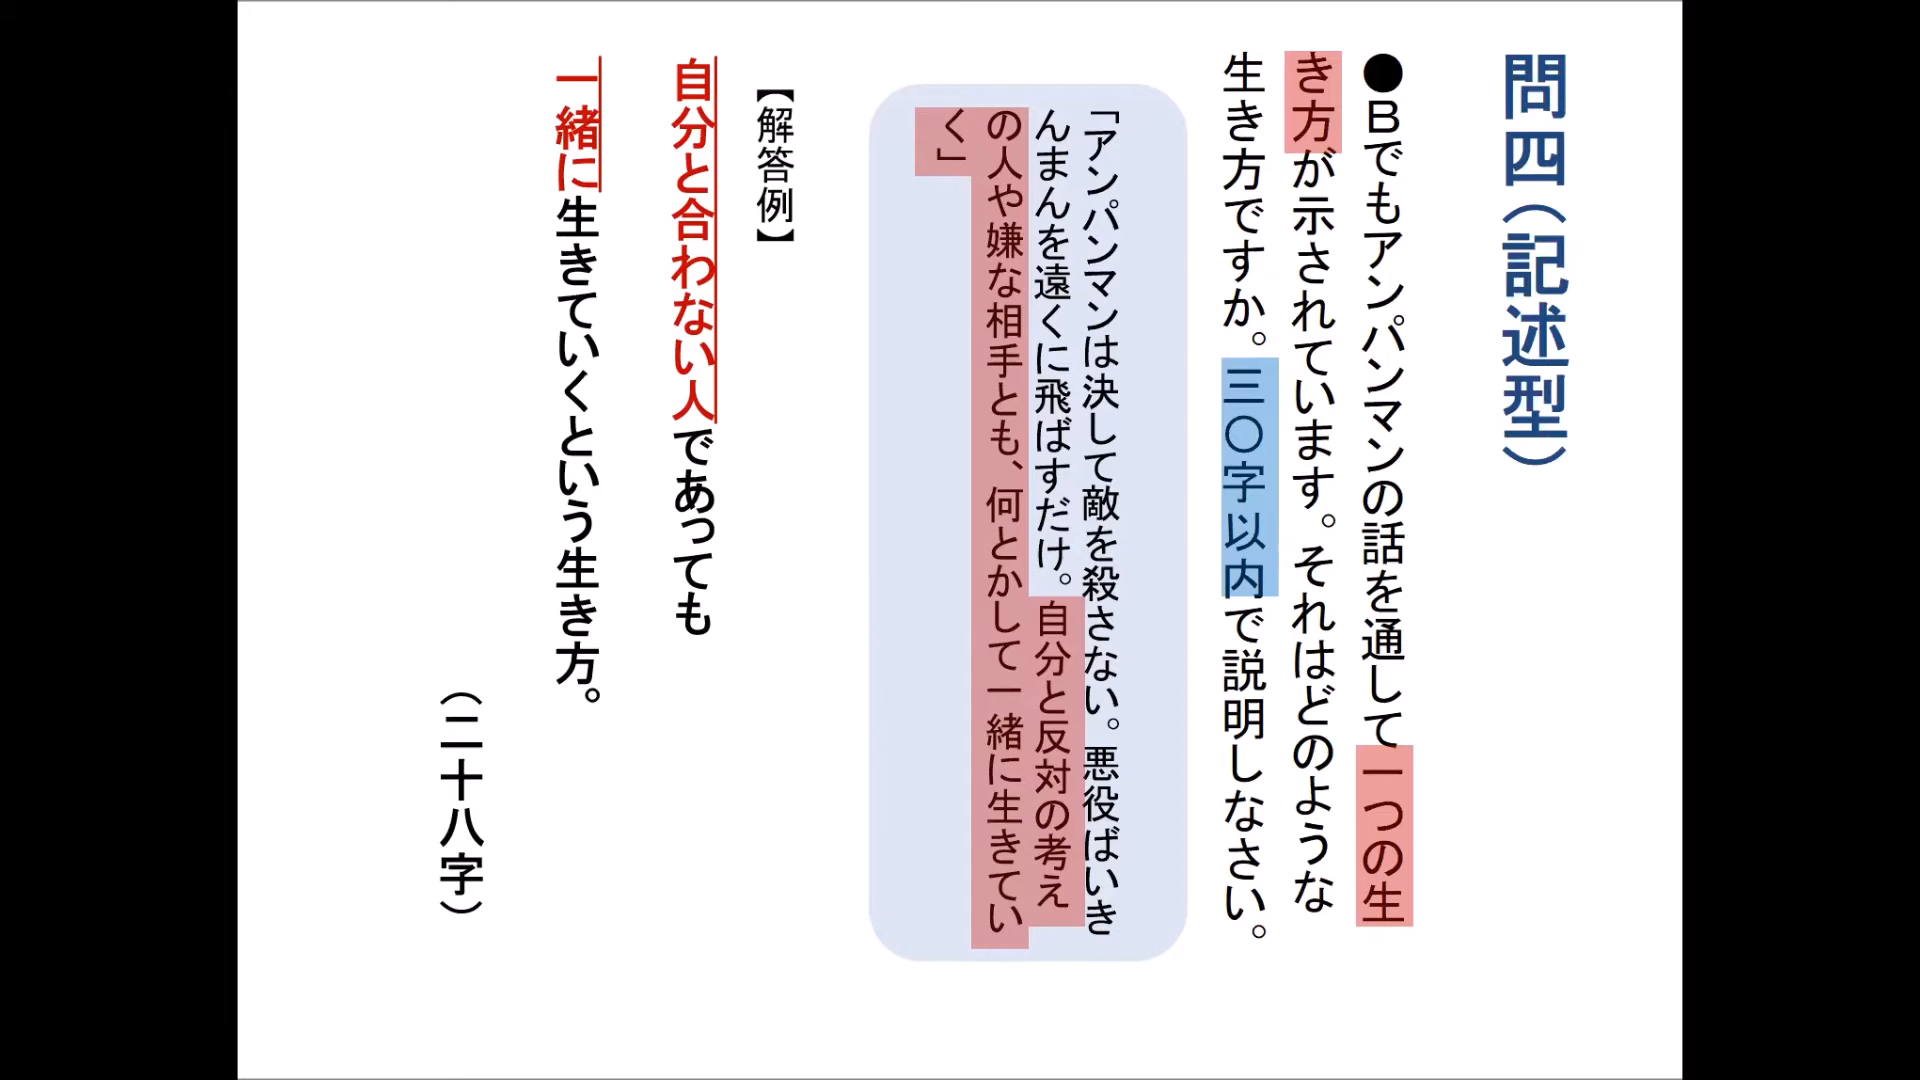 問四（記述型）
●Ｂでもアンパンマンの話を通して一つの生
き方が示されています。それはどのような
生き方ですか。三〇字以内で説明しなさい。
「アンパンマンは決して敵を殺さない。悪役ばいき
んまんを遠くに飛ばすだけ。自分と反対の考え
の人や嫌な相手とも、何とかして一緒に生きてい
く」
【解答例】
自分と合わない人であっても
一緒に生きていくという生き方。
（二十八字）